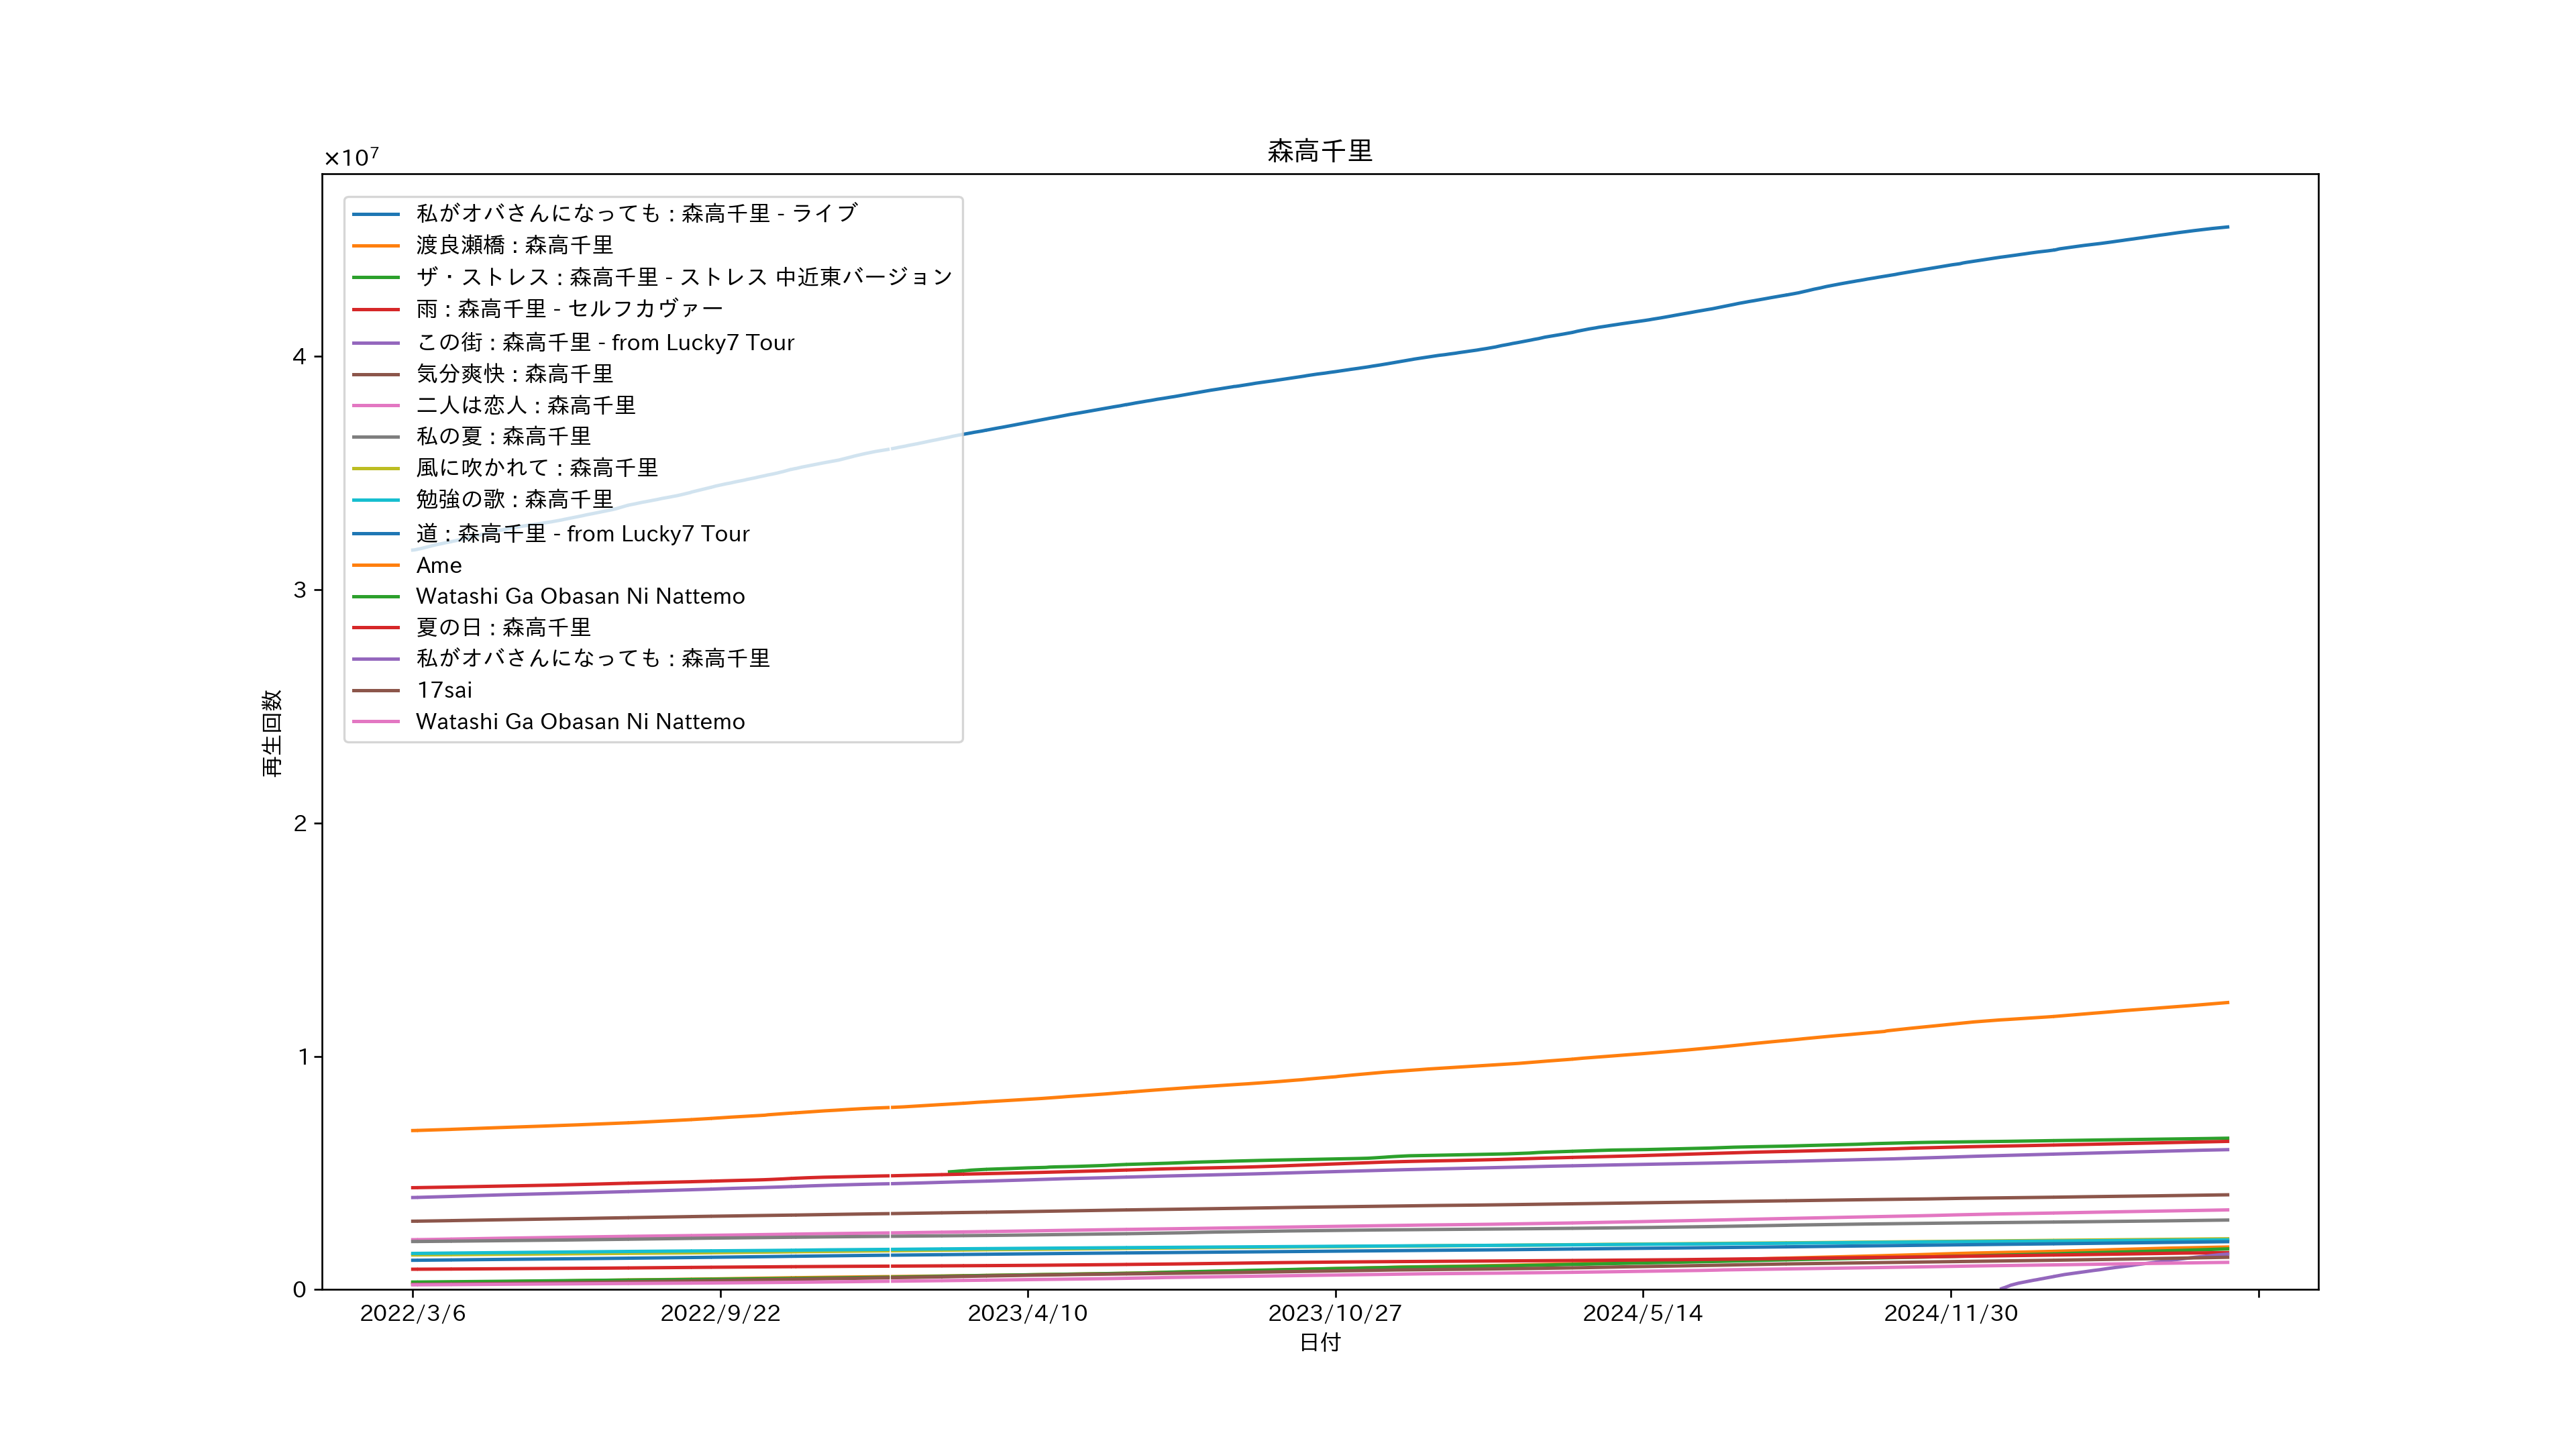 森高千里
×10⁷
私がオバさんになっても : 森高千里 - ライブ
渡良瀬橋 : 森高千里
ザ・ストレス : 森高千里 - ストレス 中近東バージョン
雨 : 森高千里 - セルフカヴァー
この街 : 森高千里 - from Lucky7 Tour
気分爽快 : 森高千里
二人は恋人 : 森高千里
私の夏 : 森高千里
風に吹かれて : 森高千里
勉強の歌 : 森高千里
道 : 森高千里 - from Lucky7 Tour
Ame
Watashi Ga Obasan Ni Nattemo
夏の日 : 森高千里
私がオバさんになっても : 森高千里
17sai
Watashi Ga Obasan Ni Nattemo
4
3
2
1
0
再生回数
2022/3/6
2022/9/22
2023/4/10
2023/10/27
2024/5/14
2024/11/30
日付